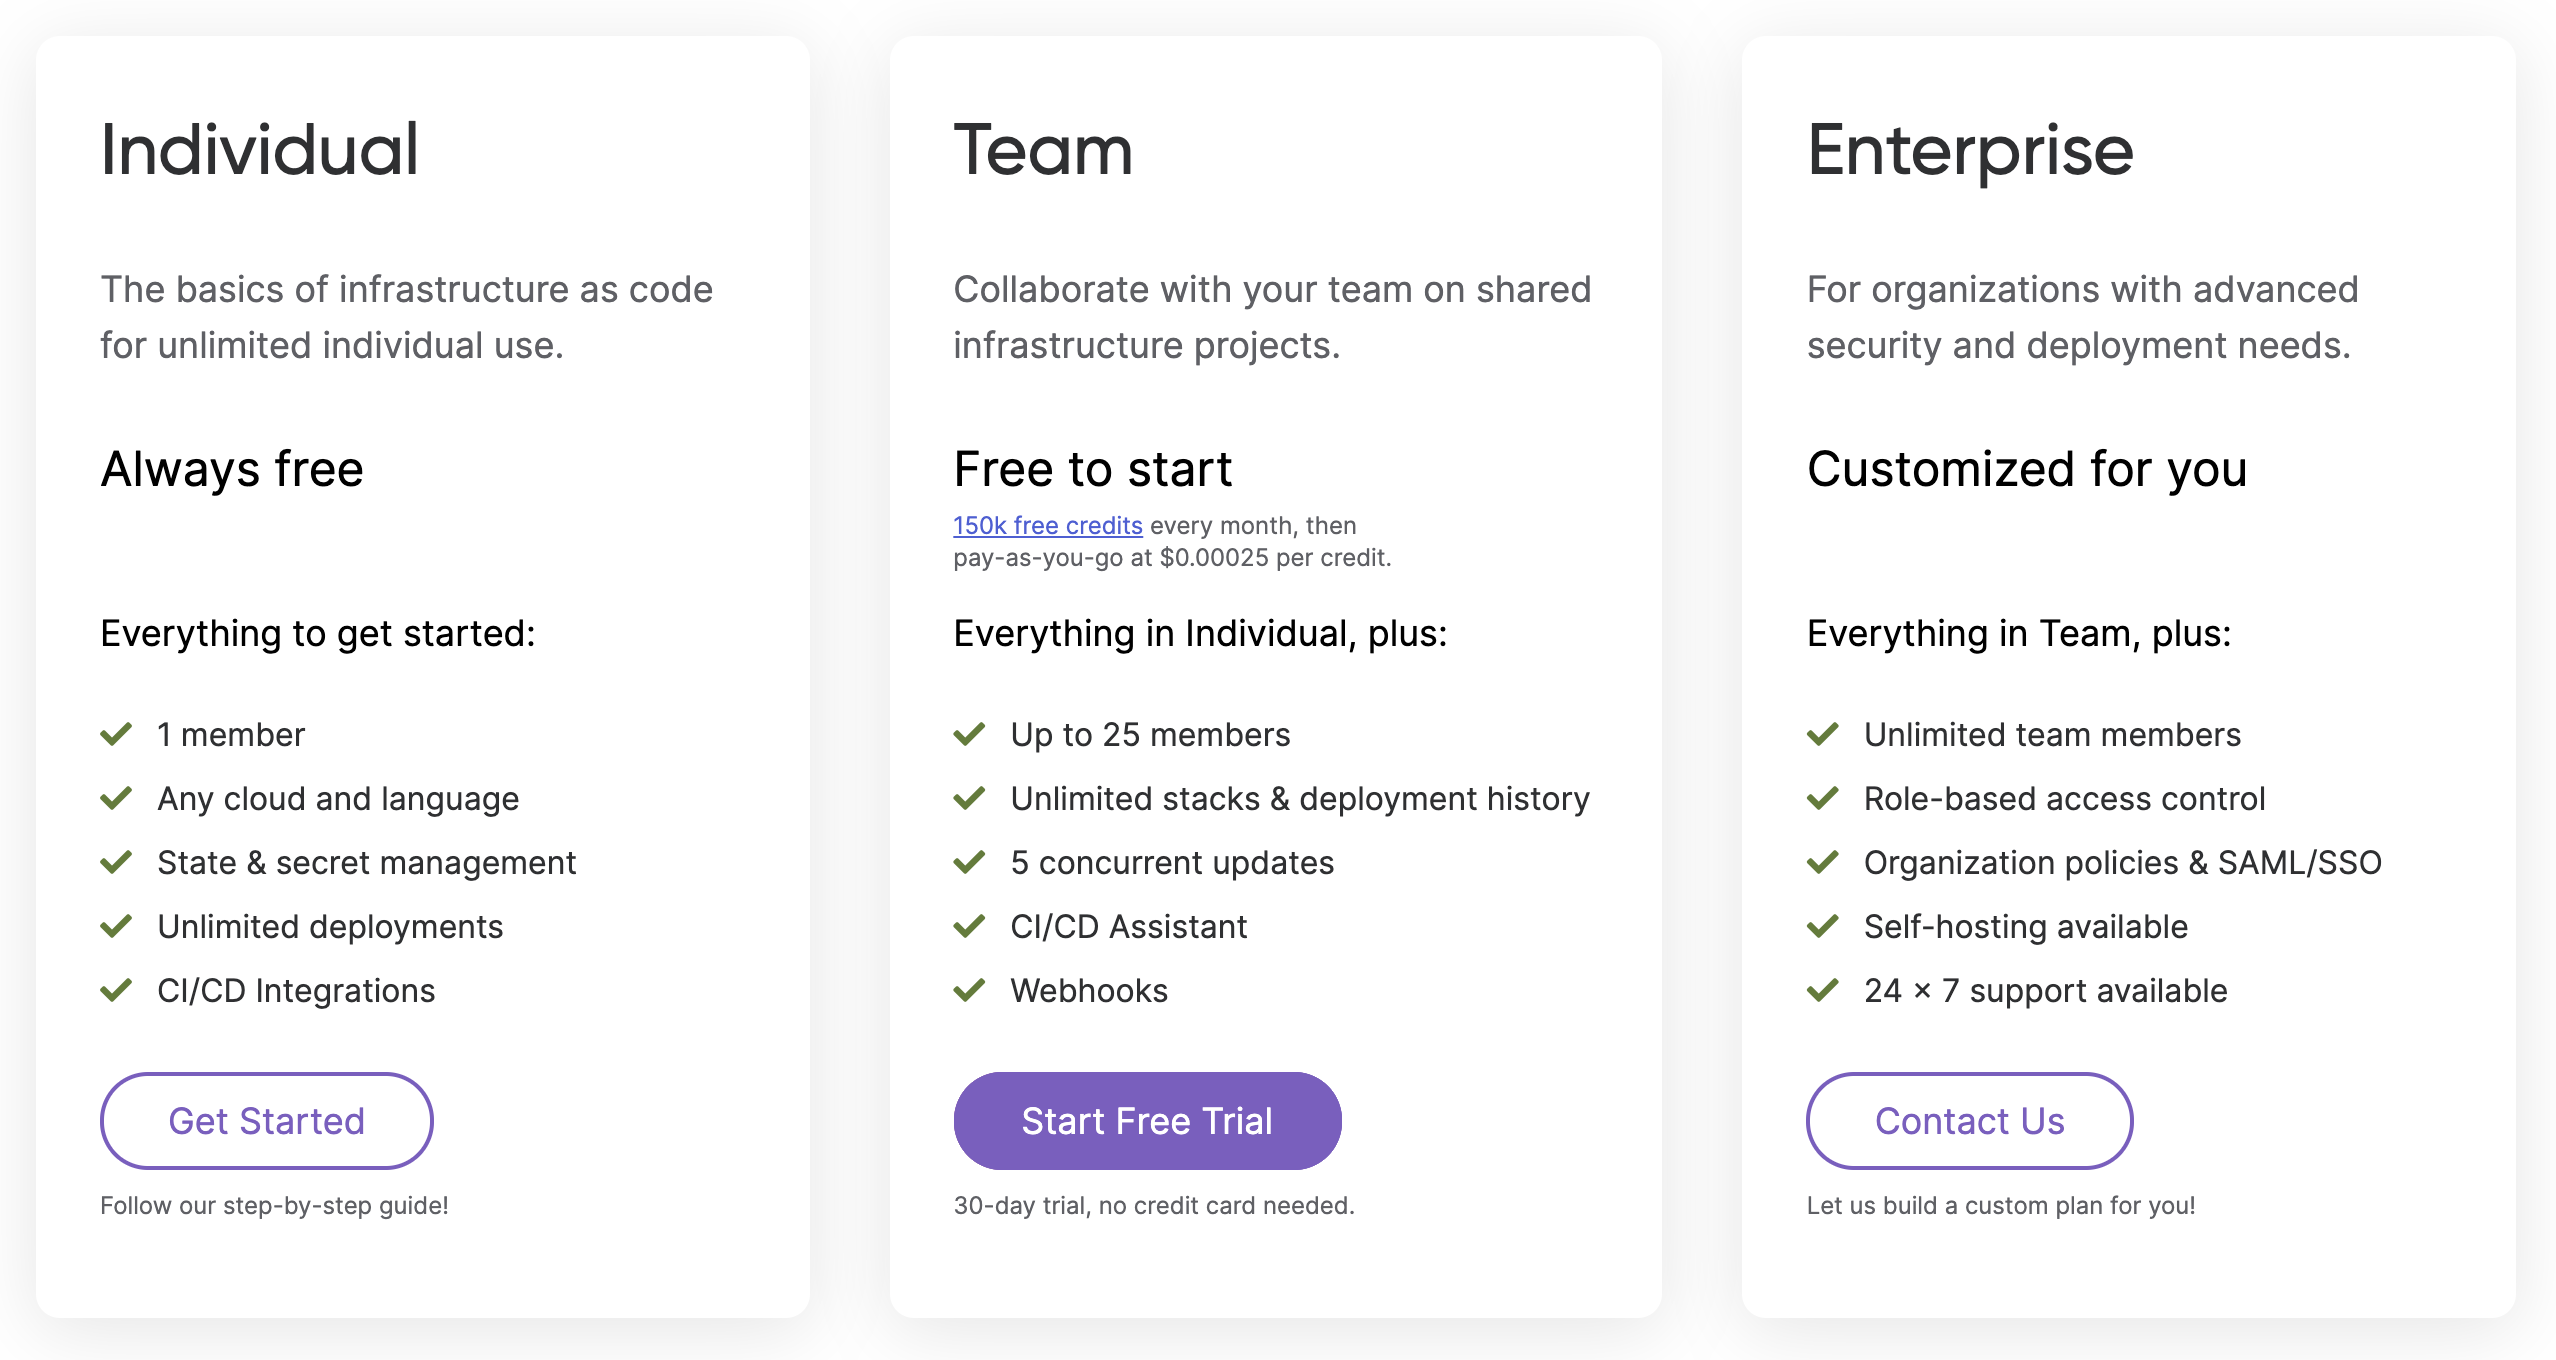 Individual
The basics of infrastructure as code
for unlimited individual use.
Always free
Everything to get started:
1 member
Any cloud and language
State & secret management
Unlimited deployments
CI/CD Integrations
Get Started
Follow our step-by-step guide!
Team
Collaborate with your team on shared
infrastructure projects.
Free to start
150k free credits every month, then
pay-as-you-go at $0.00025 per credit.
Everything in Individual, plus:
Up to 25 members
Unlimited stacks & deployment history
5 concurrent updates
CI/CD Assistant
Webhooks
Start Free Trial
30-day trial, no credit card needed.
Enterprise
For organizations with advanced
security and deployment needs.
Customized for you
Everything in Team, plus:
Unlimited team members
Role-based access control
Organization policies & SAML/SSO
Self-hosting available
24 × 7 support available
Contact Us
Let us build a custom plan for you!